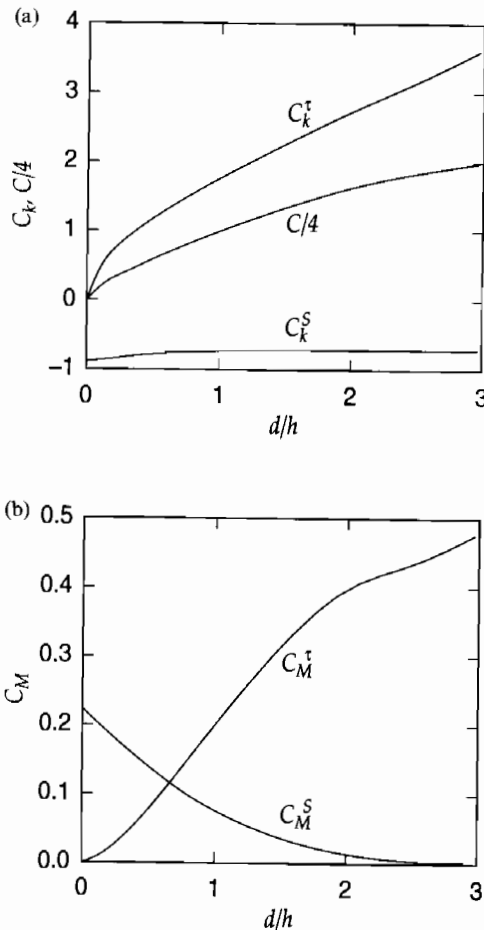 (a)
4
3
2
1
0
−1
C_k, C/4
C_k^τ
C/4
C_k^S
0 1 2 3
d/h
(b)
0.5
0.4
0.3
0.2
0.1
0.0
C_M
C_M^τ
C_M^S
0 1 2 3
d/h